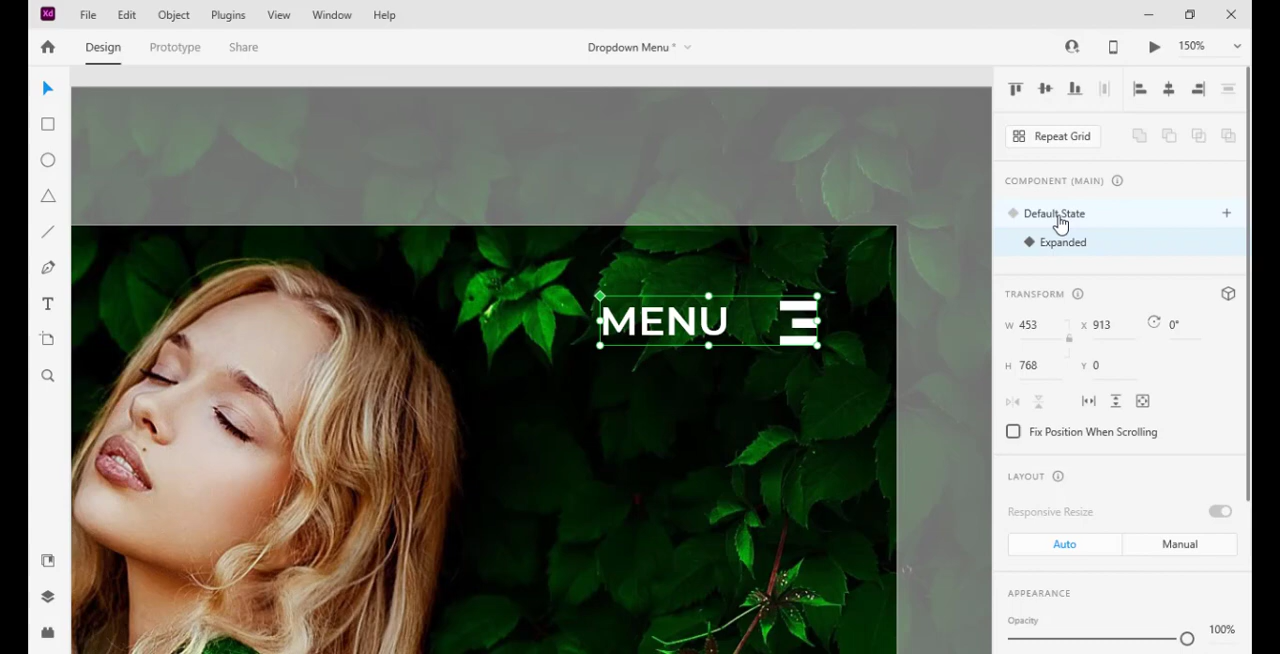 Xd File Edit Object Plugins View Window Help
Design Prototype Share Dropdown Menu * 150%
Repeat Grid
COMPONENT (MAIN)
Default State +
Expanded
MENU
TRANSFORM
W 453 X 913 0°
H 768 Y 0
Fix Position When Scrolling
LAYOUT
Responsive Resize
Auto Manual
APPEARANCE
Opacity
100%